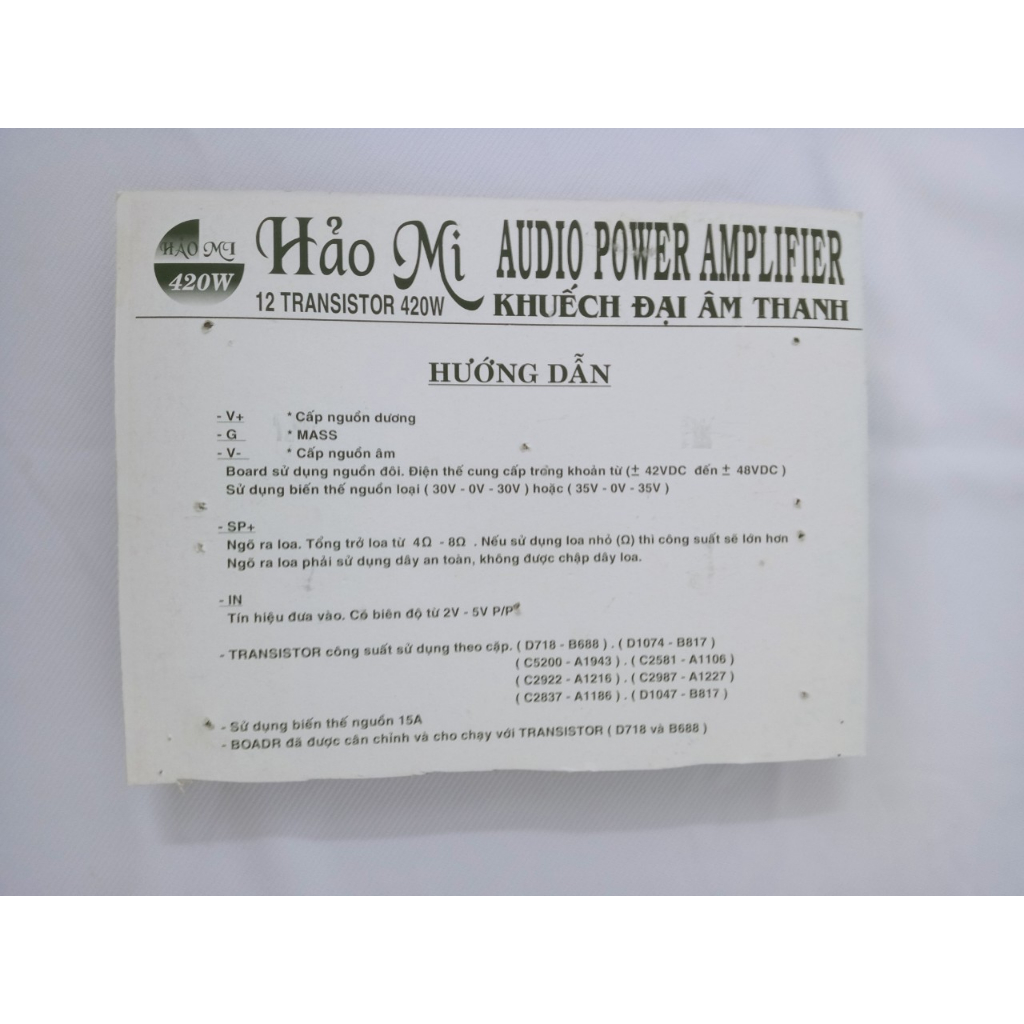 HẢO MI
420W
Hảo Mi
12 TRANSISTOR 420W
AUDIO POWER AMPLIFIER
KHUẾCH ĐẠI ÂM THANH
HƯỚNG DẪN
- V+ * Cấp nguồn dương
- G * MASS
- V- * Cấp nguồn âm
Board sử dụng nguồn đôi. Điện thế cung cấp trong khoản từ (± 42VDC đến ± 48VDC )
Sử dụng biến thế nguồn loại ( 30V - 0V - 30V ) hoặc ( 35V - 0V - 35V )
- SP+
Ngõ ra loa. Tổng trở loa từ 4Ω - 8Ω . Nếu sử dụng loa nhỏ (Ω) thì công suất sẽ lớn hơn
Ngõ ra loa phải sử dụng dây an toàn, không được chập dây loa.
- IN
Tín hiệu đưa vào. Có biên độ từ 2V - 5V P/P
- TRANSISTOR công suất sử dụng theo cặp. ( D718 - B688 ) . ( D1074 - B817 )
( C5200 - A1943 ) . ( C2581 - A1106 )
( C2922 - A1216 ) . ( C2987 - A1227 )
( C2837 - A1186 ) . ( D1047 - B817 )
- Sử dụng biến thế nguồn 15A
- BOADR đã được cân chỉnh và cho chạy với TRANSISTOR ( D718 và B688 )